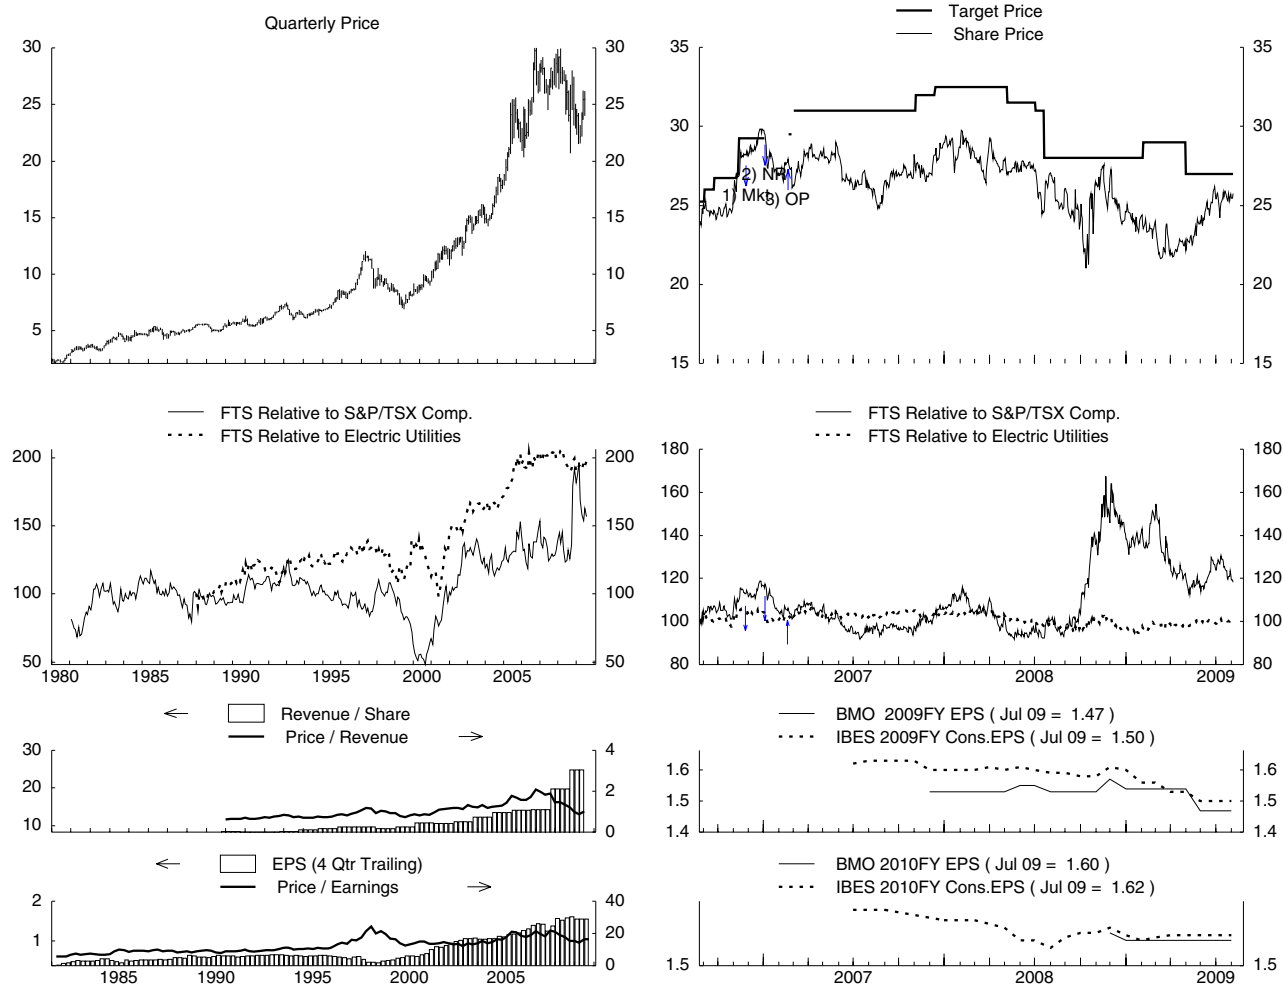 Quarterly Price
30 30
25 25
20 20
15 15
10 10
5 5
Target Price
Share Price
35 35
30 30
2) NR
1) Mkt
3) OP
25 25
20 20
15 15
FTS Relative to S&P/TSX Comp.
FTS Relative to Electric Utilities
200 200
150 150
100 100
50 50
1980 1985 1990 1995 2000 2005
FTS Relative to S&P/TSX Comp.
FTS Relative to Electric Utilities
180 180
160 160
140 140
120 120
100 100
80 80
2007 2008 2009
Revenue / Share
Price / Revenue
30 4
20 2
10 0
BMO 2009FY EPS ( Jul 09 = 1.47 )
IBES 2009FY Cons.EPS ( Jul 09 = 1.50 )
1.6 1.6
1.5 1.5
1.4 1.4
EPS (4 Qtr Trailing)
Price / Earnings
2 40
1 20
0
1985 1990 1995 2000 2005
BMO 2010FY EPS ( Jul 09 = 1.60 )
IBES 2010FY Cons.EPS ( Jul 09 = 1.62 )
1.5 1.5
2007 2008 2009